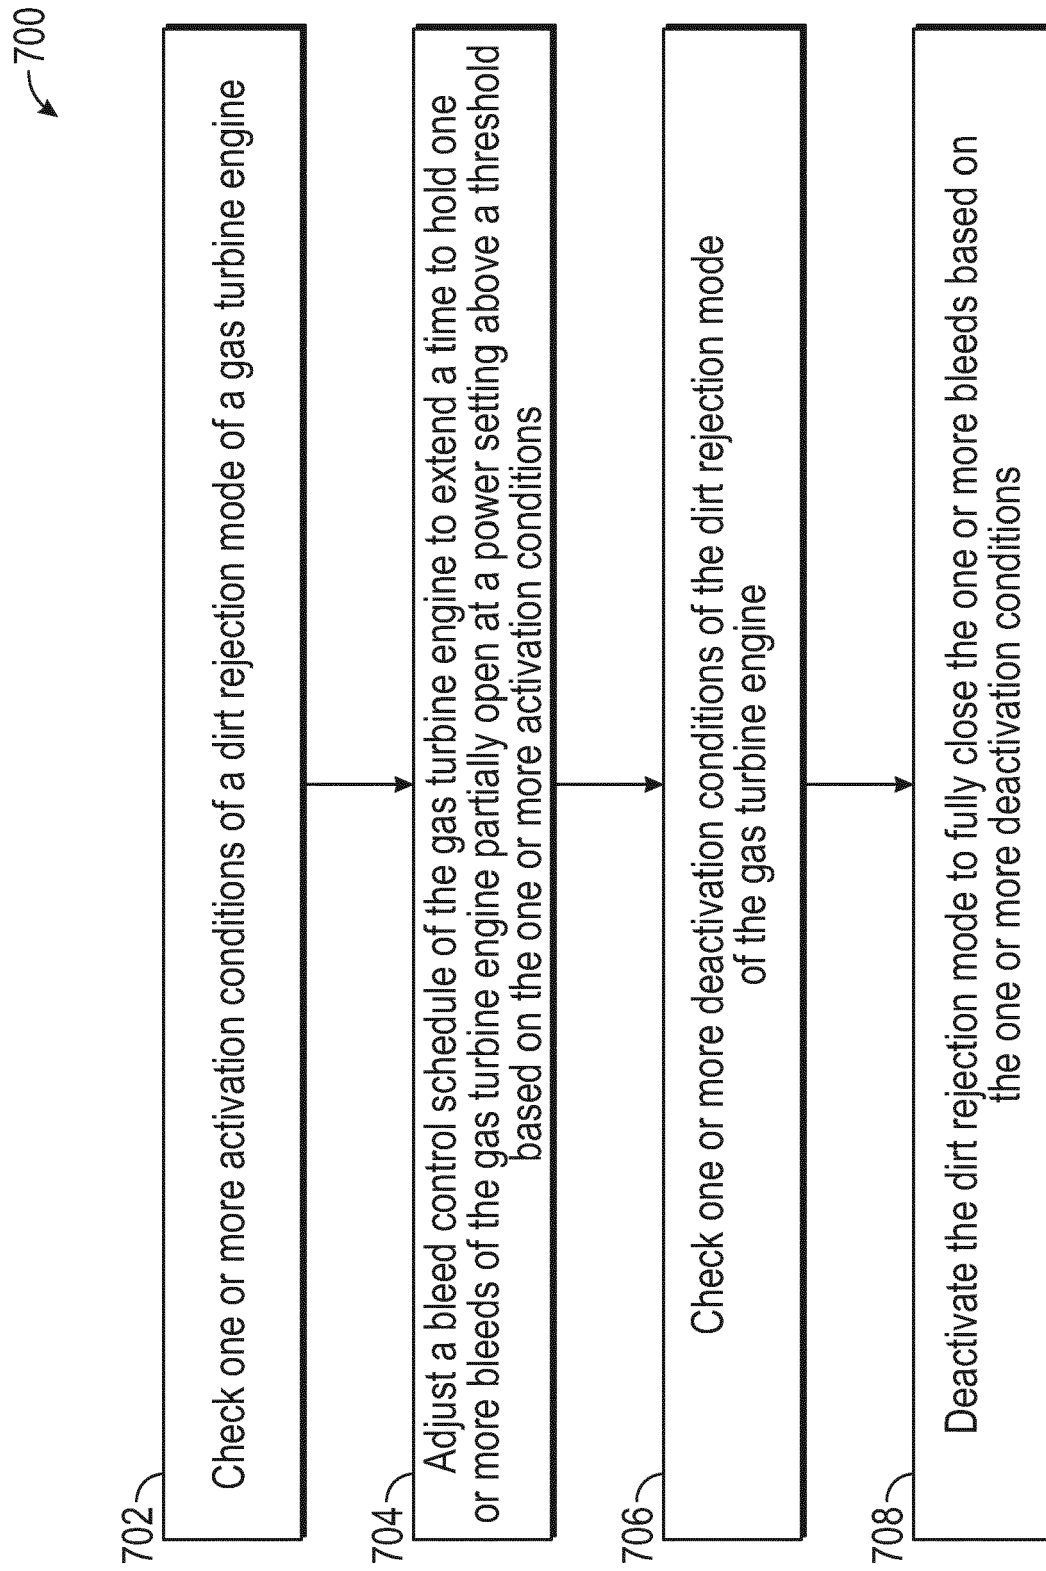 700
702
Check one or more activation conditions of a dirt rejection mode of a gas turbine engine
704
Adjust a bleed control schedule of the gas turbine engine to extend a time to hold one
or more bleeds of the gas turbine engine partially open at a power setting above a threshold
based on the one or more activation conditions
706
Check one or more deactivation conditions of the dirt rejection mode
of the gas turbine engine
708
Deactivate the dirt rejection mode to fully close the one or more bleeds based on
the one or more deactivation conditions